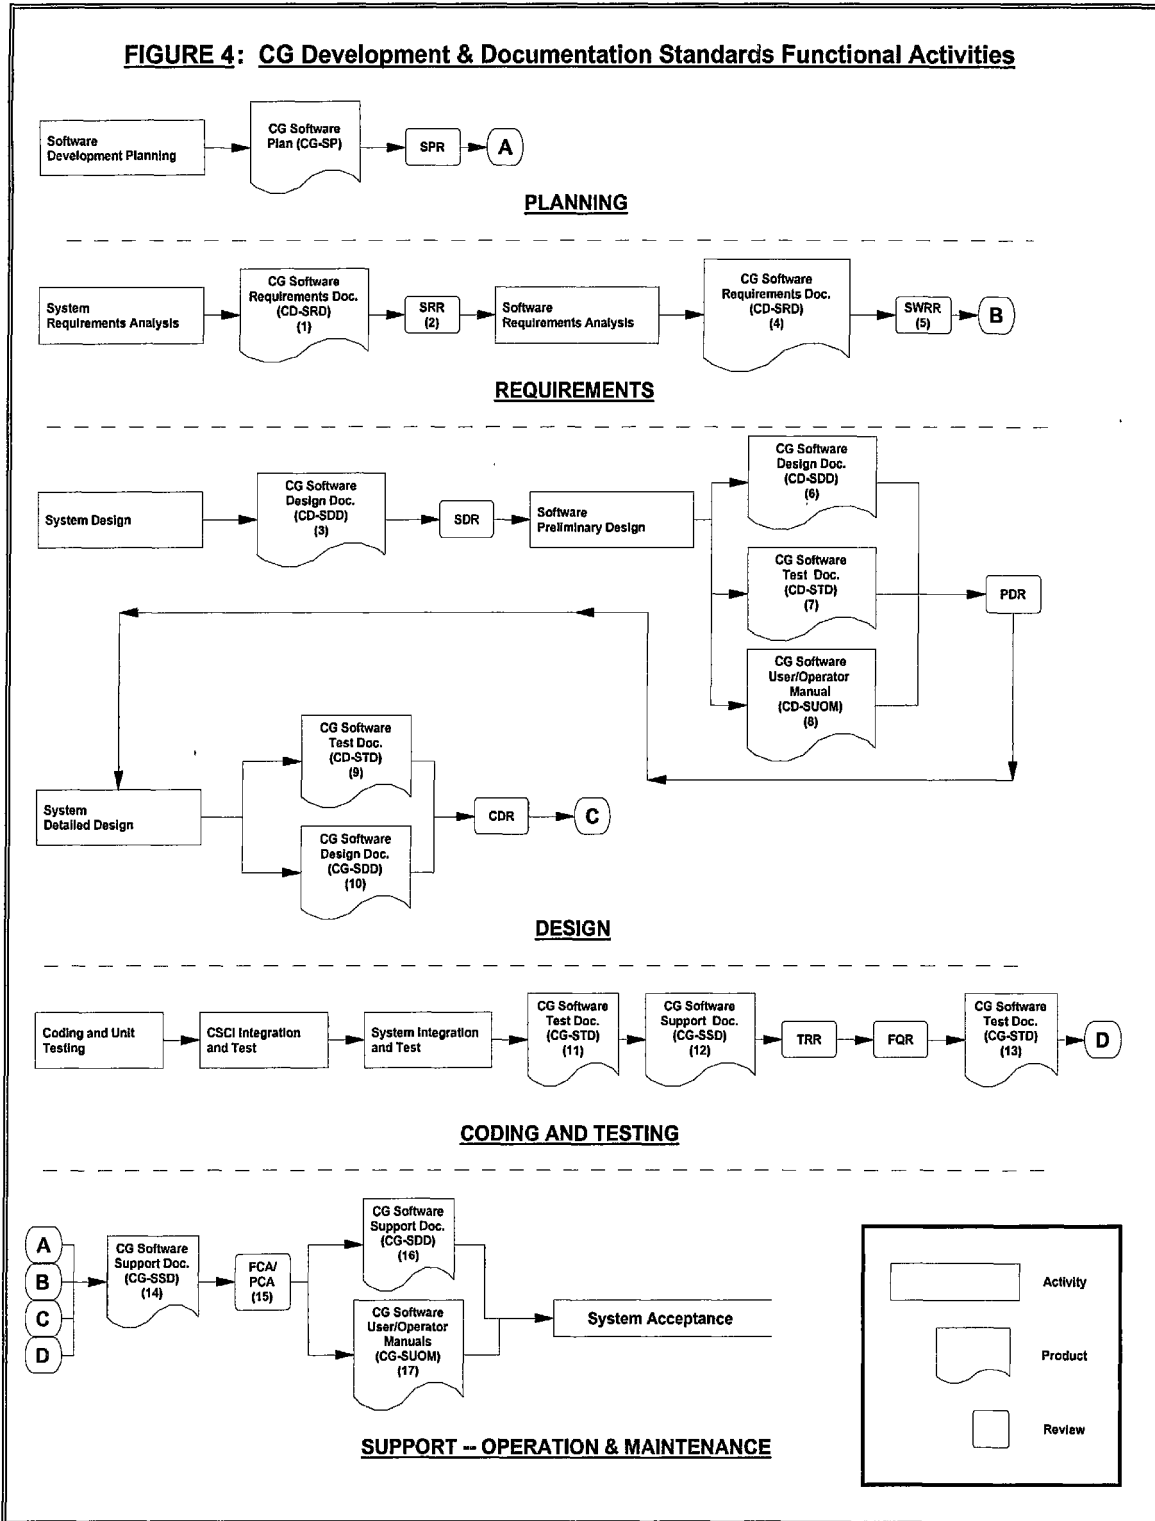 FIGURE 4: CG Development & Documentation Standards Functional Activities
Software
Development Planning
CG Software
Plan (CG-SP)
SPR
A
PLANNING
System
Requirements Analysis
CG Software
Requirements Doc.
(CD-SRD)
(1)
SRR
(2)
Software
Requirements Analysis
CG Software
Requirements Doc.
(CD-SRD)
(4)
SWRR
(5)
B
REQUIREMENTS
System Design
CG Software
Design Doc.
(CD-SDD)
(3)
SDR
Software
Preliminary Design
CG Software
Design Doc.
(CD-SDD)
(6)
CG Software
Test Doc.
(CD-STD)
(7)
CG Software
User/Operator
Manual
(CD-SUOM)
(8)
PDR
System
Detailed Design
CG Software
Test Doc.
(CD-STD)
(9)
CG Software
Design Doc.
(CG-SDD)
(10)
CDR
C
DESIGN
Coding and Unit
Testing
CSCI Integration
and Test
System Integration
and Test
CG Software
Test Doc.
(CG-STD)
(11)
CG Software
Support Doc.
(CG-SSD)
(12)
TRR
FQR
CG Software
Test Doc.
(CG-STD)
(13)
D
CODING AND TESTING
A
B
C
D
CG Software
Support Doc.
(CG-SSD)
(14)
FCA/
PCA
(15)
CG Software
Support Doc.
(CG-SDD)
(16)
CG Software
User/Operator
Manuals
(CG-SUOM)
(17)
System Acceptance
SUPPORT -- OPERATION & MAINTENANCE
Activity
Product
Review